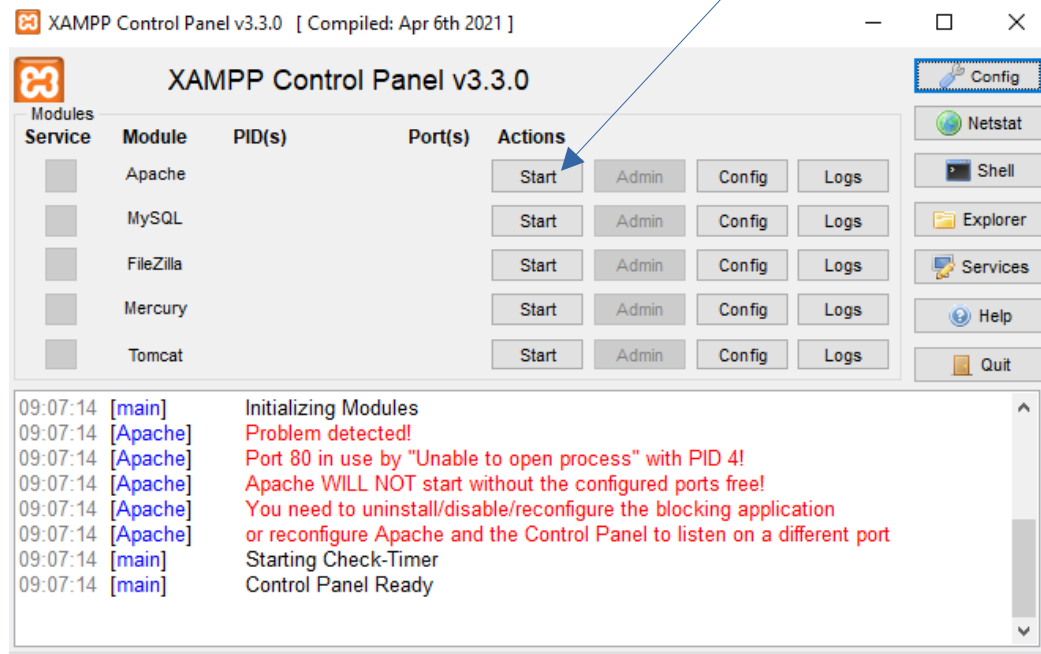 XAMPP Control Panel v3.3.0 [ Compiled: Apr 6th 2021 ]
XAMPP Control Panel v3.3.0
Config
Modules
Service Module PID(s) Port(s) Actions
Netstat
Apache Start Admin Config Logs
Shell
MySQL Start Admin Config Logs
Explorer
FileZilla Start Admin Config Logs
Services
Mercury Start Admin Config Logs
Help
Tomcat Start Admin Config Logs
Quit
09:07:14 [main] Initializing Modules
09:07:14 [Apache] Problem detected!
09:07:14 [Apache] Port 80 in use by "Unable to open process" with PID 4!
09:07:14 [Apache] Apache WILL NOT start without the configured ports free!
09:07:14 [Apache] You need to uninstall/disable/reconfigure the blocking application
09:07:14 [Apache] or reconfigure Apache and the Control Panel to listen on a different port
09:07:14 [main] Starting Check-Timer
09:07:14 [main] Control Panel Ready